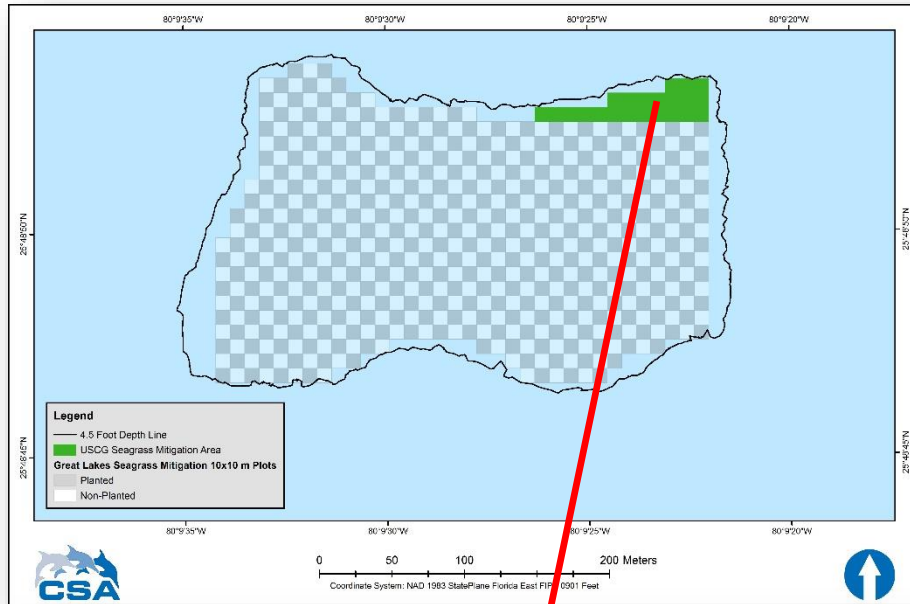 80°9'35"W 80°9'30"W 80°9'25"W 80°9'20"W
25°48'50"N 25°48'50"N
25°48'45"N 25°48'45"N
Legend
4.5 Foot Depth Line
USCG Seagrass Mitigation Area
Great Lakes Seagrass Mitigation 10x10 m Plots
Planted
Non-Planted
80°9'35"W 80°9'30"W 80°9'25"W 80°9'20"W
CSA
0 50 100 200 Meters
Coordinate System: NAD 1983 StatePlane Florida East 0901 Feet